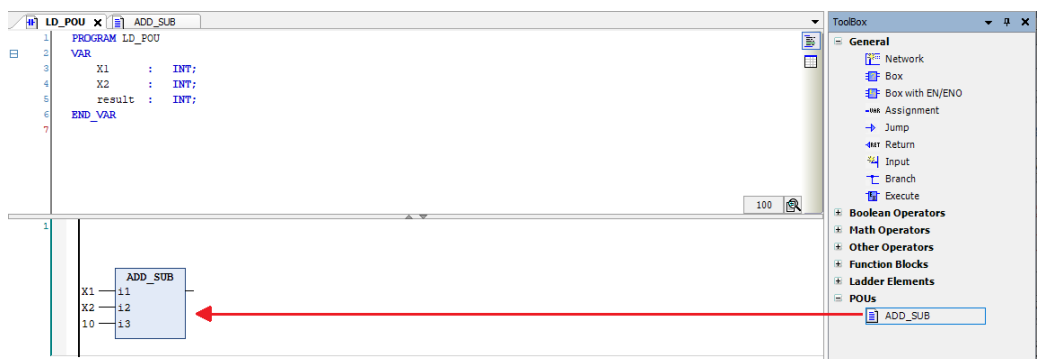 LD_POU X ADD_SUB
1 PROGRAM LD_POU
2 VAR
3 X1 : INT;
4 X2 : INT;
5 result : INT;
6 END_VAR
7
100
1
ADD_SUB
X1 i1
X2 i2
10 i3
ToolBox
General
Network
Box
Box with EN/ENO
Assignment
Jump
Return
Input
Branch
Execute
Boolean Operators
Math Operators
Other Operators
Function Blocks
Ladder Elements
POUs
ADD_SUB